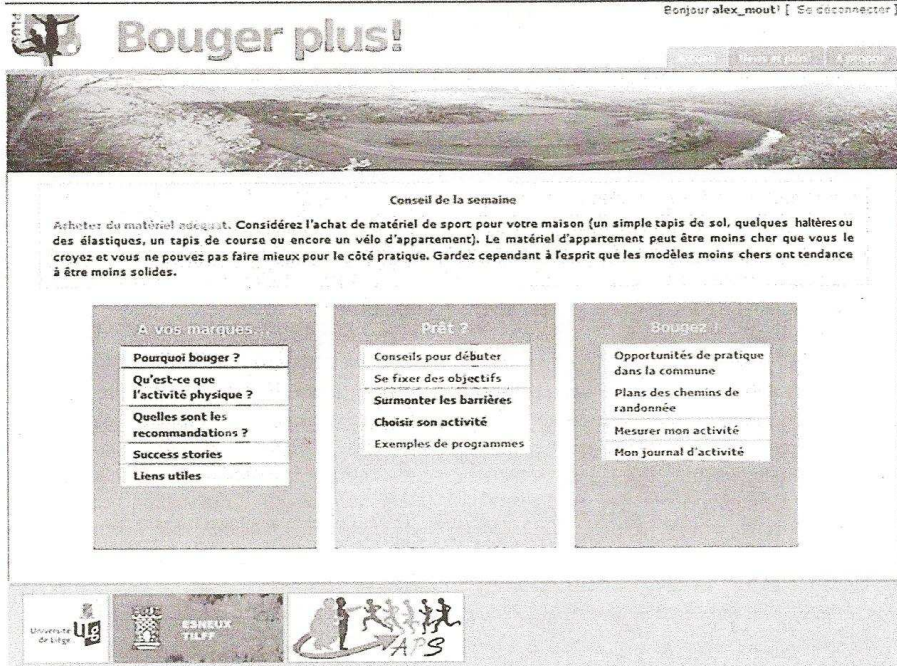 PLUS
Bonjour alex_mout! [ Se déconnecter ]
Bouger plus!
Accueil
News et plus!
A propos
Conseil de la semaine
Acheter du matériel adéquat. Considérez l'achat de matériel de sport pour votre maison (un simple tapis de sol, quelques haltères ou
des élastiques, un tapis de course ou encore un vélo d'appartement). Le matériel d'appartement peut être moins cher que vous le
croyez et vous ne pouvez pas faire mieux pour le côté pratique. Gardez cependant à l'esprit que les modèles moins chers ont tendance
à être moins solides.
A vos marques...
Pourquoi bouger ?
Qu'est-ce que
l'activité physique ?
Quelles sont les
recommandations ?
Success stories
Liens utiles
Prêt ?
Conseils pour débuter
Se fixer des objectifs
Surmonter les barrières
Choisir son activité
Exemples de programmes
Bougez !
Opportunités de pratique
dans la commune
Plans des chemins de
randonnée
Mesurer mon activité
Mon journal d'activité
Université
de Liège
ULg
ESNEUX
TILFF
APS